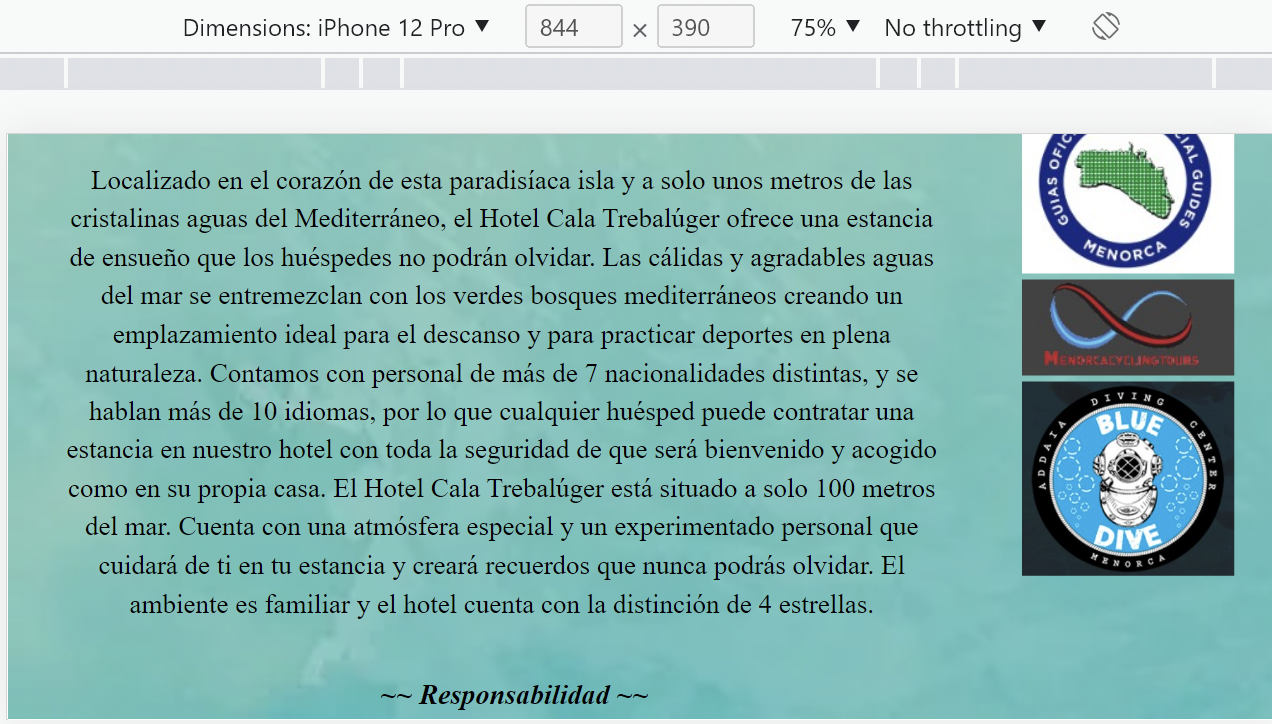 Dimensions: iPhone 12 Pro ▼ 844 × 390 75% ▼ No throttling ▼
Localizado en el corazón de esta paradisíaca isla y a solo unos metros de las
cristalinas aguas del Mediterráneo, el Hotel Cala Trebalúger ofrece una estancia
de ensueño que los huéspedes no podrán olvidar. Las cálidas y agradables aguas
del mar se entremezclan con los verdes bosques mediterráneos creando un
emplazamiento ideal para el descanso y para practicar deportes en plena
naturaleza. Contamos con personal de más de 7 nacionalidades distintas, y se
hablan más de 10 idiomas, por lo que cualquier huésped puede contratar una
estancia en nuestro hotel con toda la seguridad de que será bienvenido y acogido
como en su propia casa. El Hotel Cala Trebalúger está situado a solo 100 metros
del mar. Cuenta con una atmósfera especial y un experimentado personal que
cuidará de ti en tu estancia y creará recuerdos que nunca podrás olvidar. El
ambiente es familiar y el hotel cuenta con la distinción de 4 estrellas.
~~ Responsabilidad ~~
GUIAS OFIC
CIAL GUIDES
MENORCA
MENORCACYCLINGTOURS
ADDAIA DIVING CENTER
BLUE
DIVE
MENORCA